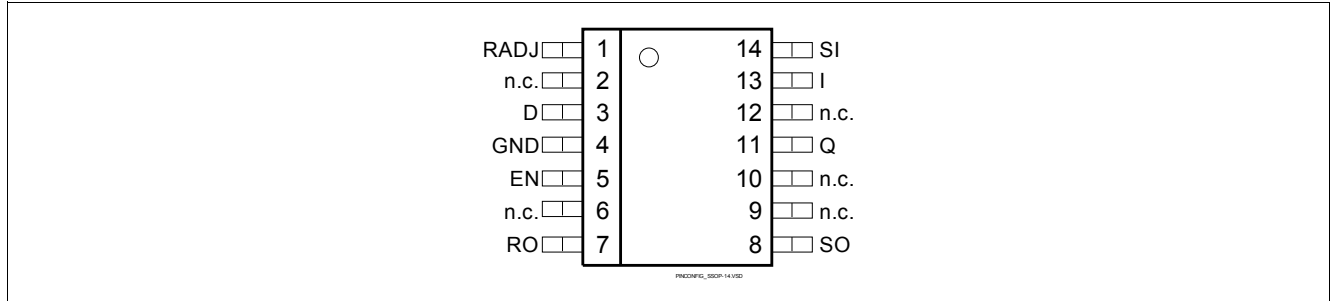 RADJ 1 14 SI
n.c. 2 13 I
D 3 12 n.c.
GND 4 11 Q
EN 5 10 n.c.
n.c. 6 9 n.c.
RO 7 8 SO
PINCONFIG_SSOP-14.VSD